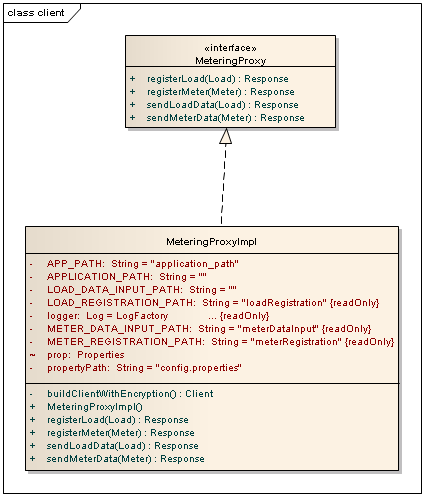 class client
«interface»
MeteringProxy
+ registerLoad(Load) : Response
+ registerMeter(Meter) : Response
+ sendLoadData(Load) : Response
+ sendMeterData(Meter) : Response
MeteringProxyImpl
- APP_PATH: String = "application_path"
- APPLICATION_PATH: String = ""
- LOAD_DATA_INPUT_PATH: String = ""
- LOAD_REGISTRATION_PATH: String = "loadRegistration" {readOnly}
- logger: Log = LogFactory ... {readOnly}
- METER_DATA_INPUT_PATH: String = "meterDataInput" {readOnly}
- METER_REGISTRATION_PATH: String = "meterRegistration" {readOnly}
~ prop: Properties
- propertyPath: String = "config.properties"
- buildClientWithEncryption() : Client
+ MeteringProxyImpl()
+ registerLoad(Load) : Response
+ registerMeter(Meter) : Response
+ sendLoadData(Load) : Response
+ sendMeterData(Meter) : Response